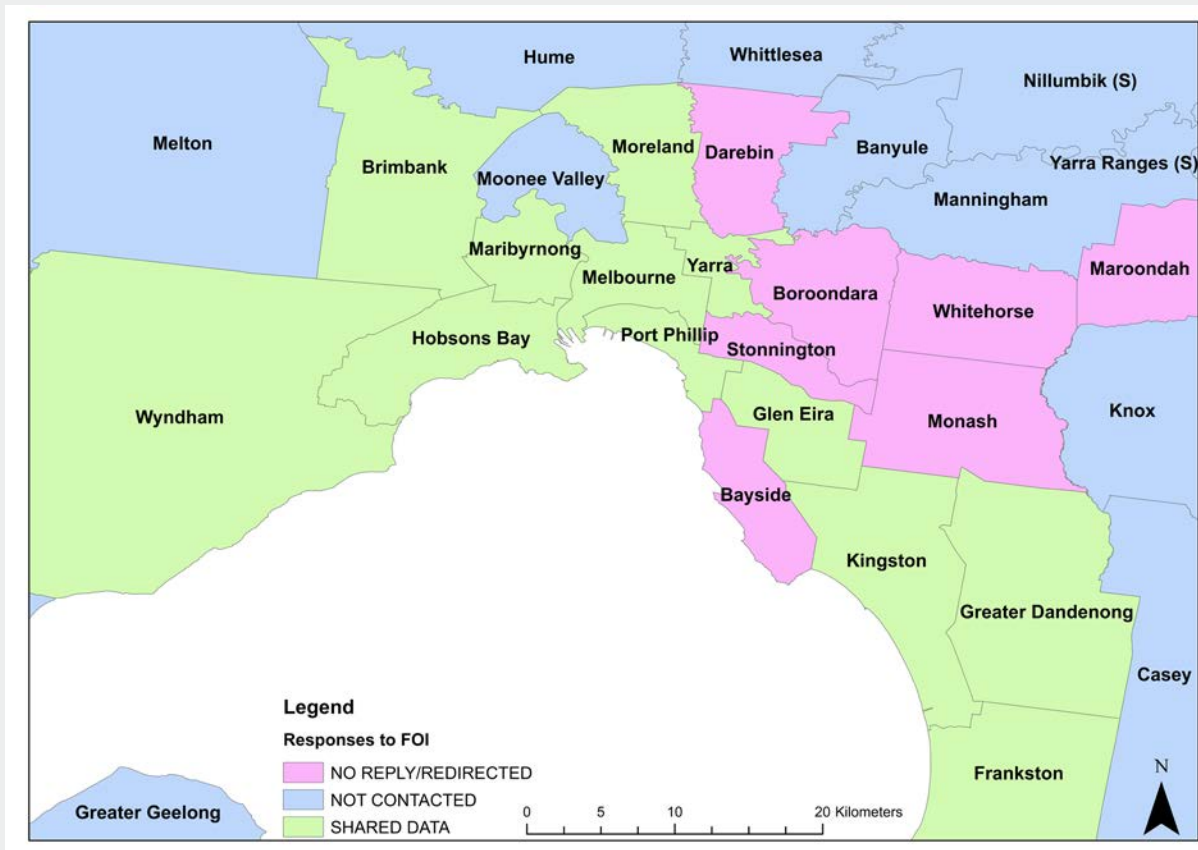 Hume
Whittlesea
Nillumbik (S)
Melton
Brimbank
Moreland
Darebin
Banyule
Yarra Ranges (S)
Moonee Valley
Manningham
Maribyrnong
Melbourne
Yarra
Maroondah
Boroondara
Whitehorse
Hobsons Bay
Port Phillip
Stonnington
Wyndham
Glen Eira
Monash
Knox
Bayside
Kingston
Greater Dandenong
Casey
Frankston
Greater Geelong
Legend
Responses to FOI
NO REPLY/REDIRECTED
NOT CONTACTED
SHARED DATA
0 5 10 20 Kilometers
N